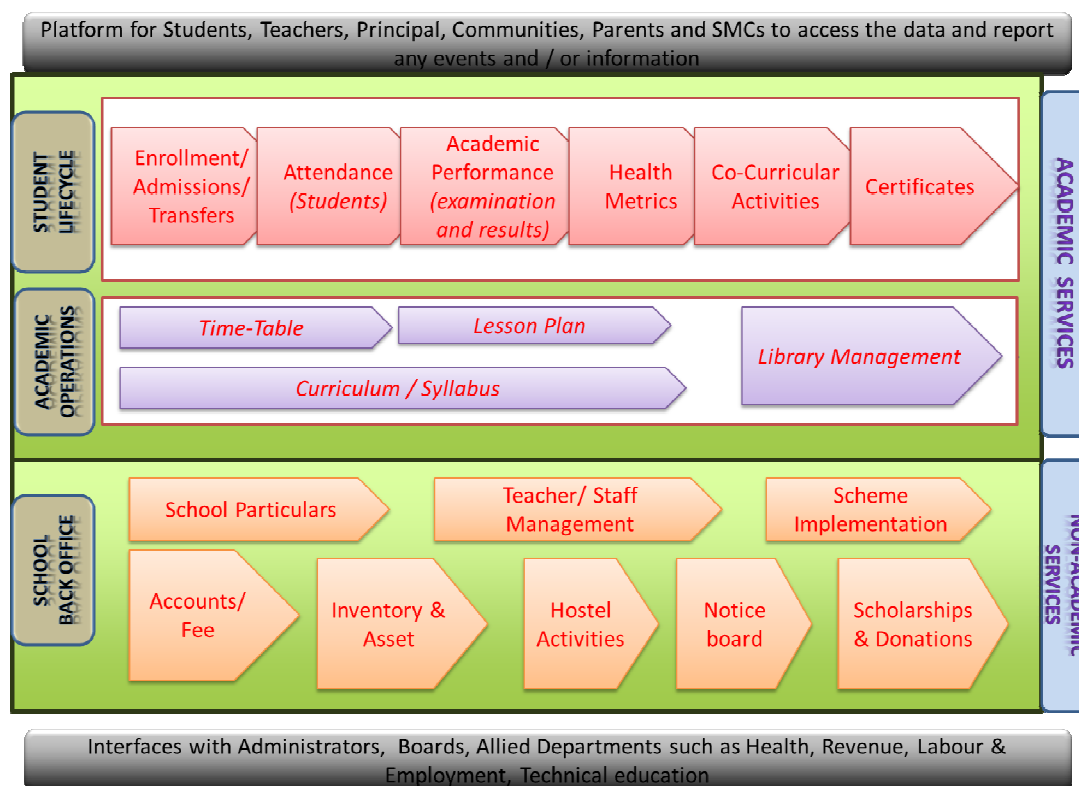 Platform for Students, Teachers, Principal, Communities, Parents and SMCs to access the data and report
any events and / or information
STUDENT
LIFECYCLE
Enrollment/
Admissions/
Transfers
Attendance
(Students)
Academic
Performance
(examination
and results)
Health
Metrics
Co-Curricular
Activities
Certificates
ACADEMIC SERVICES
ACADEMIC
OPERATIONS
Time-Table
Lesson Plan
Curriculum / Syllabus
Library Management
SCHOOL
BACK OFFICE
School Particulars
Teacher/ Staff
Management
Scheme
Implementation
Accounts/
Fee
Inventory &
Asset
Hostel
Activities
Notice
board
Scholarships
& Donations
NON-ACADEMIC
SERVICES
Interfaces with Administrators, Boards, Allied Departments such as Health, Revenue, Labour &
Employment, Technical education